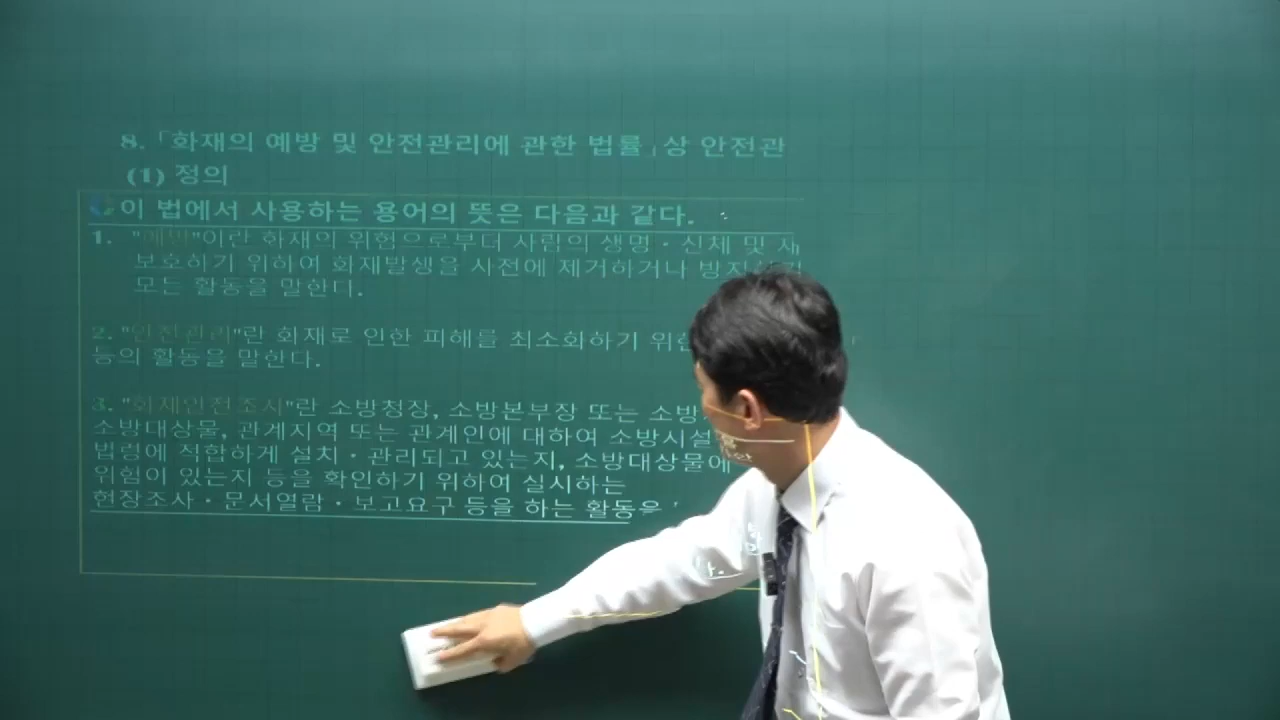 8. 「화재의 예방 및 안전관리에 관한 법률」상 안전관
(1) 정의
이 법에서 사용하는 용어의 뜻은 다음과 같다.
1. "예방"이란 화재의 위험으로부터 사람의 생명·신체 및 재
보호하기 위하여 화재발생을 사전에 제거하거나
모든 활동을 말한다.
2. "안전관리"란 화재로 인한 피해를 최소화하기 위한
등의 활동을 말한다.
3. "화재안전조사"란 소방청장, 소방본부장 또는 소방
소방대상물, 관계지역 또는 관계인에 대하여 소방시설
법령에 적합하게 설치·관리되고 있는지, 소방대상물에
위험이 있는지 등을 확인하기 위하여 실시하는
현장조사·문서열람·보고요구 등을 하는 활동을